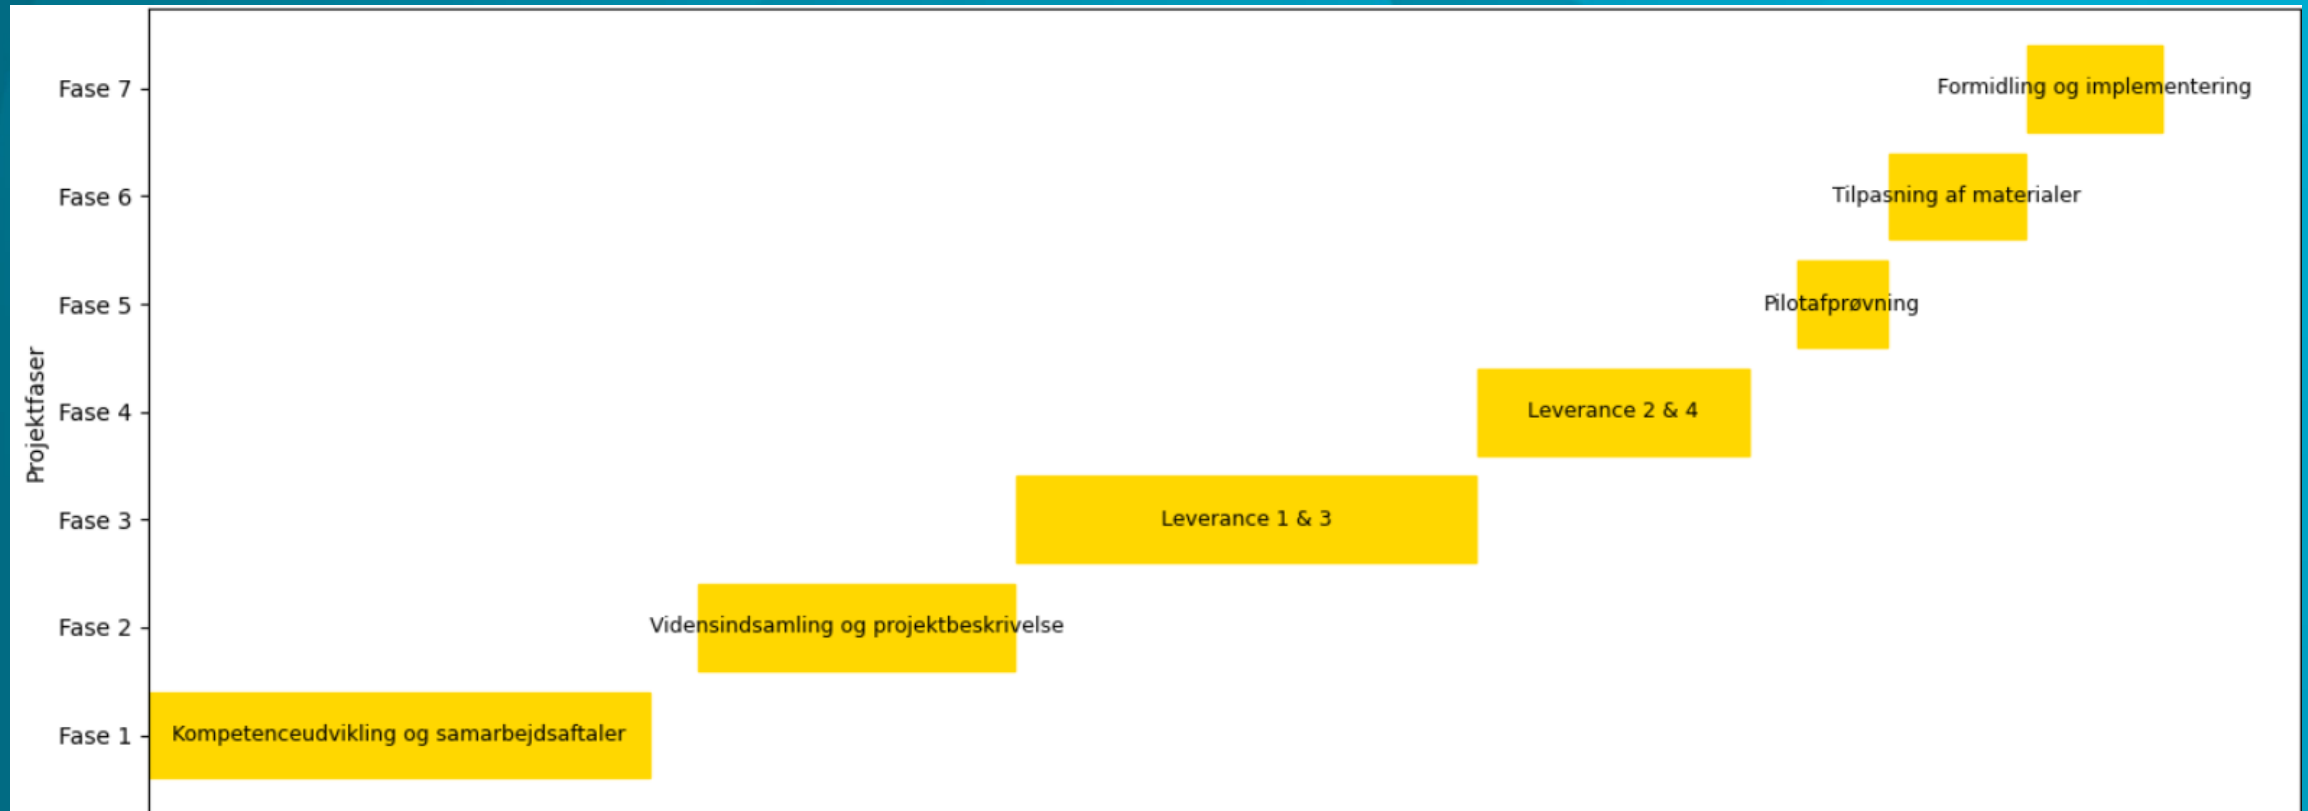 Fase 7
Formidling og implementering
Fase 6
Tilpasning af materialer
Fase 5
Pilotafprøvning
Projektfaser
Fase 4
Leverance 2 & 4
Fase 3
Leverance 1 & 3
Fase 2
Vidensindsamling og projektbeskrivelse
Fase 1
Kompetenceudvikling og samarbejdsaftaler